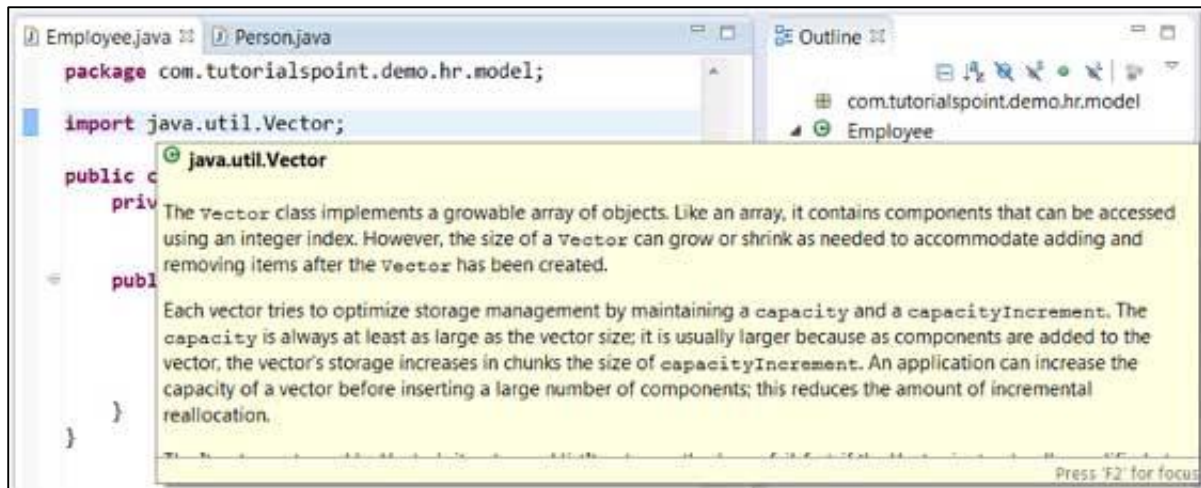 Employee.java Person.java
Outline
package com.tutorialspoint.demo.hr.model;
com.tutorialspoint.demo.hr.model
import java.util.Vector;
Employee
java.util.Vector
public c
priv
The Vector class implements a growable array of objects. Like an array, it contains components that can be accessed
using an integer index. However, the size of a Vector can grow or shrink as needed to accommodate adding and
removing items after the Vector has been created.
publ
Each vector tries to optimize storage management by maintaining a capacity and a capacityIncrement. The
capacity is always at least as large as the vector size; it is usually larger because as components are added to the
vector, the vector's storage increases in chunks the size of capacityIncrement. An application can increase the
capacity of a vector before inserting a large number of components; this reduces the amount of incremental
reallocation.
}
}
Press 'F2' for focus